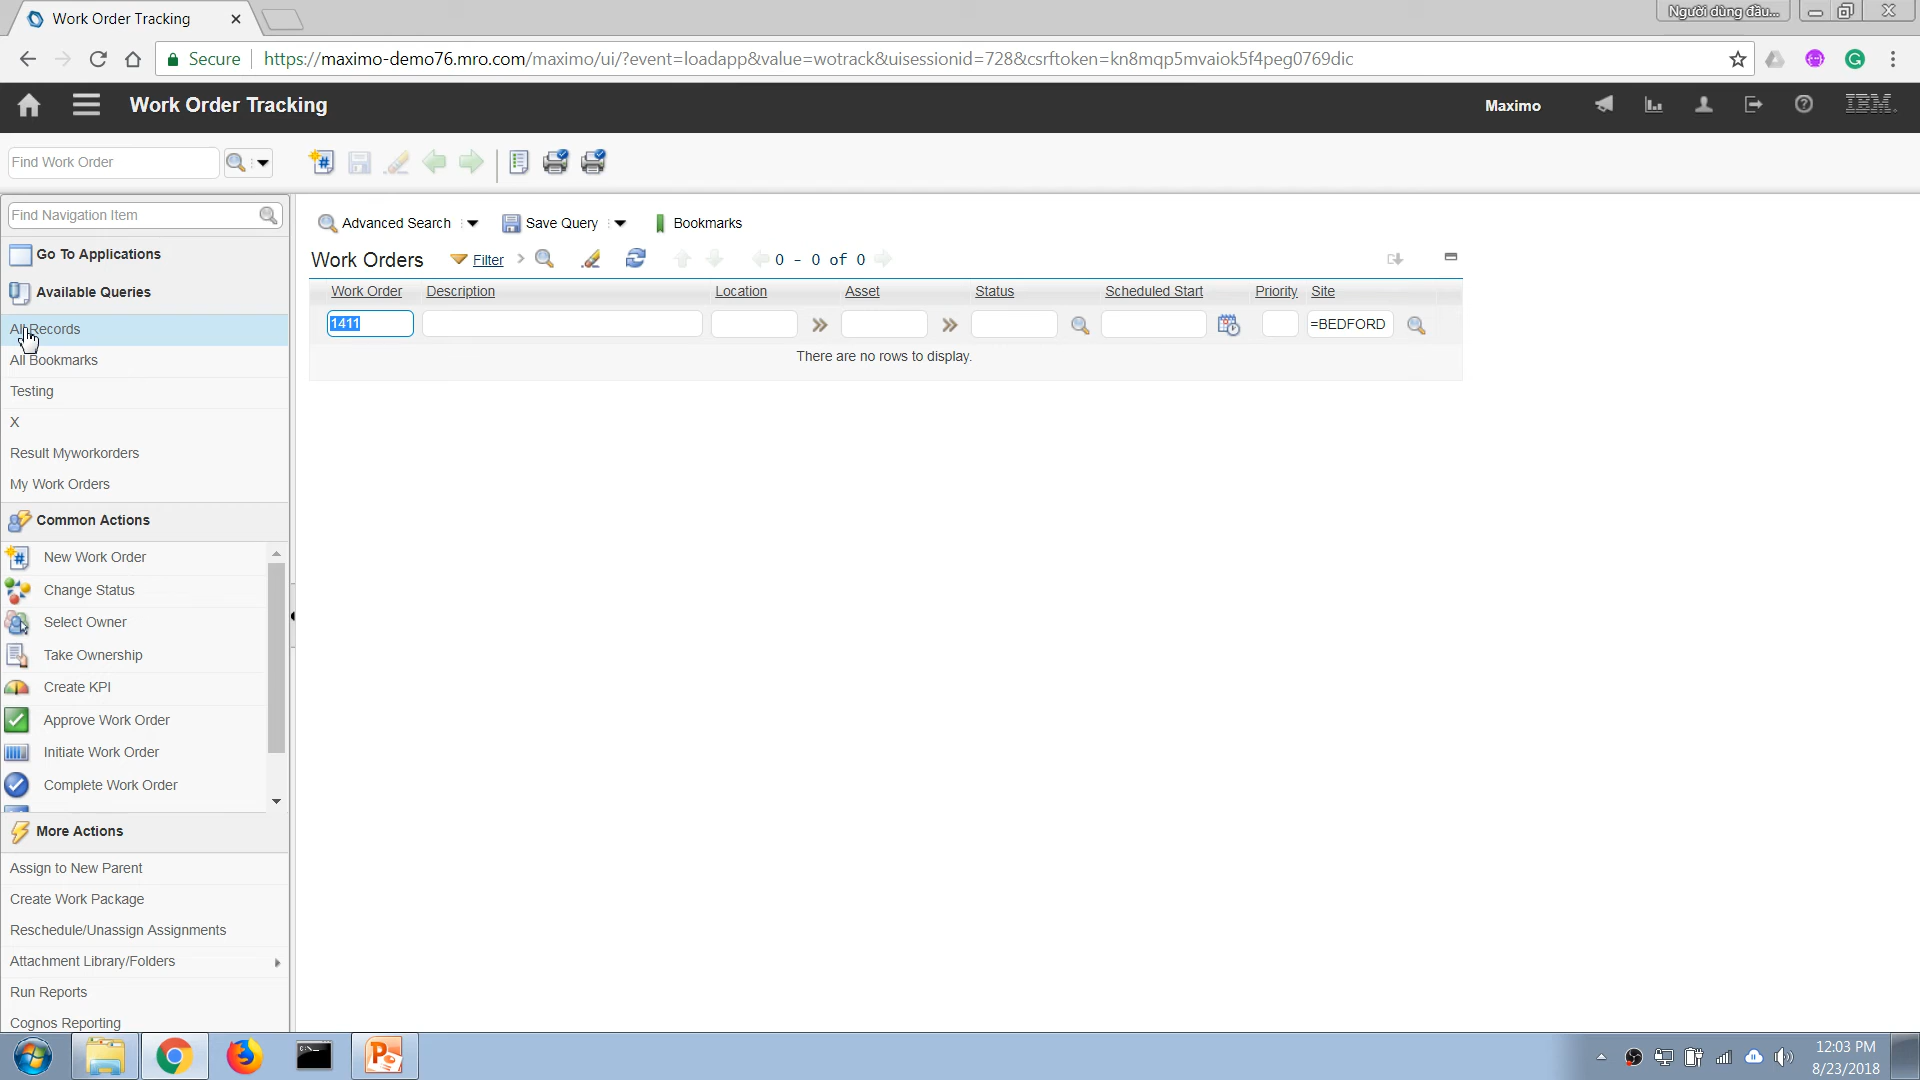 Work Order Tracking
Người dùng đầu...
Secure
https://maximo-demo76.mro.com/maximo/ui/?event=loadapp&value=wotrack&uisessionid=728&csrftoken=kn8mqp5mvaiok5f4peg0769dic
Work Order Tracking
Maximo
IBM
Find Work Order
Find Navigation Item
Go To Applications
Available Queries
All Records
All Bookmarks
Testing
X
Result Myworkorders
My Work Orders
Common Actions
New Work Order
Change Status
Select Owner
Take Ownership
Create KPI
Approve Work Order
Initiate Work Order
Complete Work Order
More Actions
Assign to New Parent
Create Work Package
Reschedule/Unassign Assignments
Attachment Library/Folders
Run Reports
Cognos Reporting
Advanced Search Save Query Bookmarks
Work Orders Filter 0 - 0 of 0
Work Order Description Location Asset Status Scheduled Start Priority Site
1411 =BEDFORD
There are no rows to display.
12:03 PM
8/23/2018